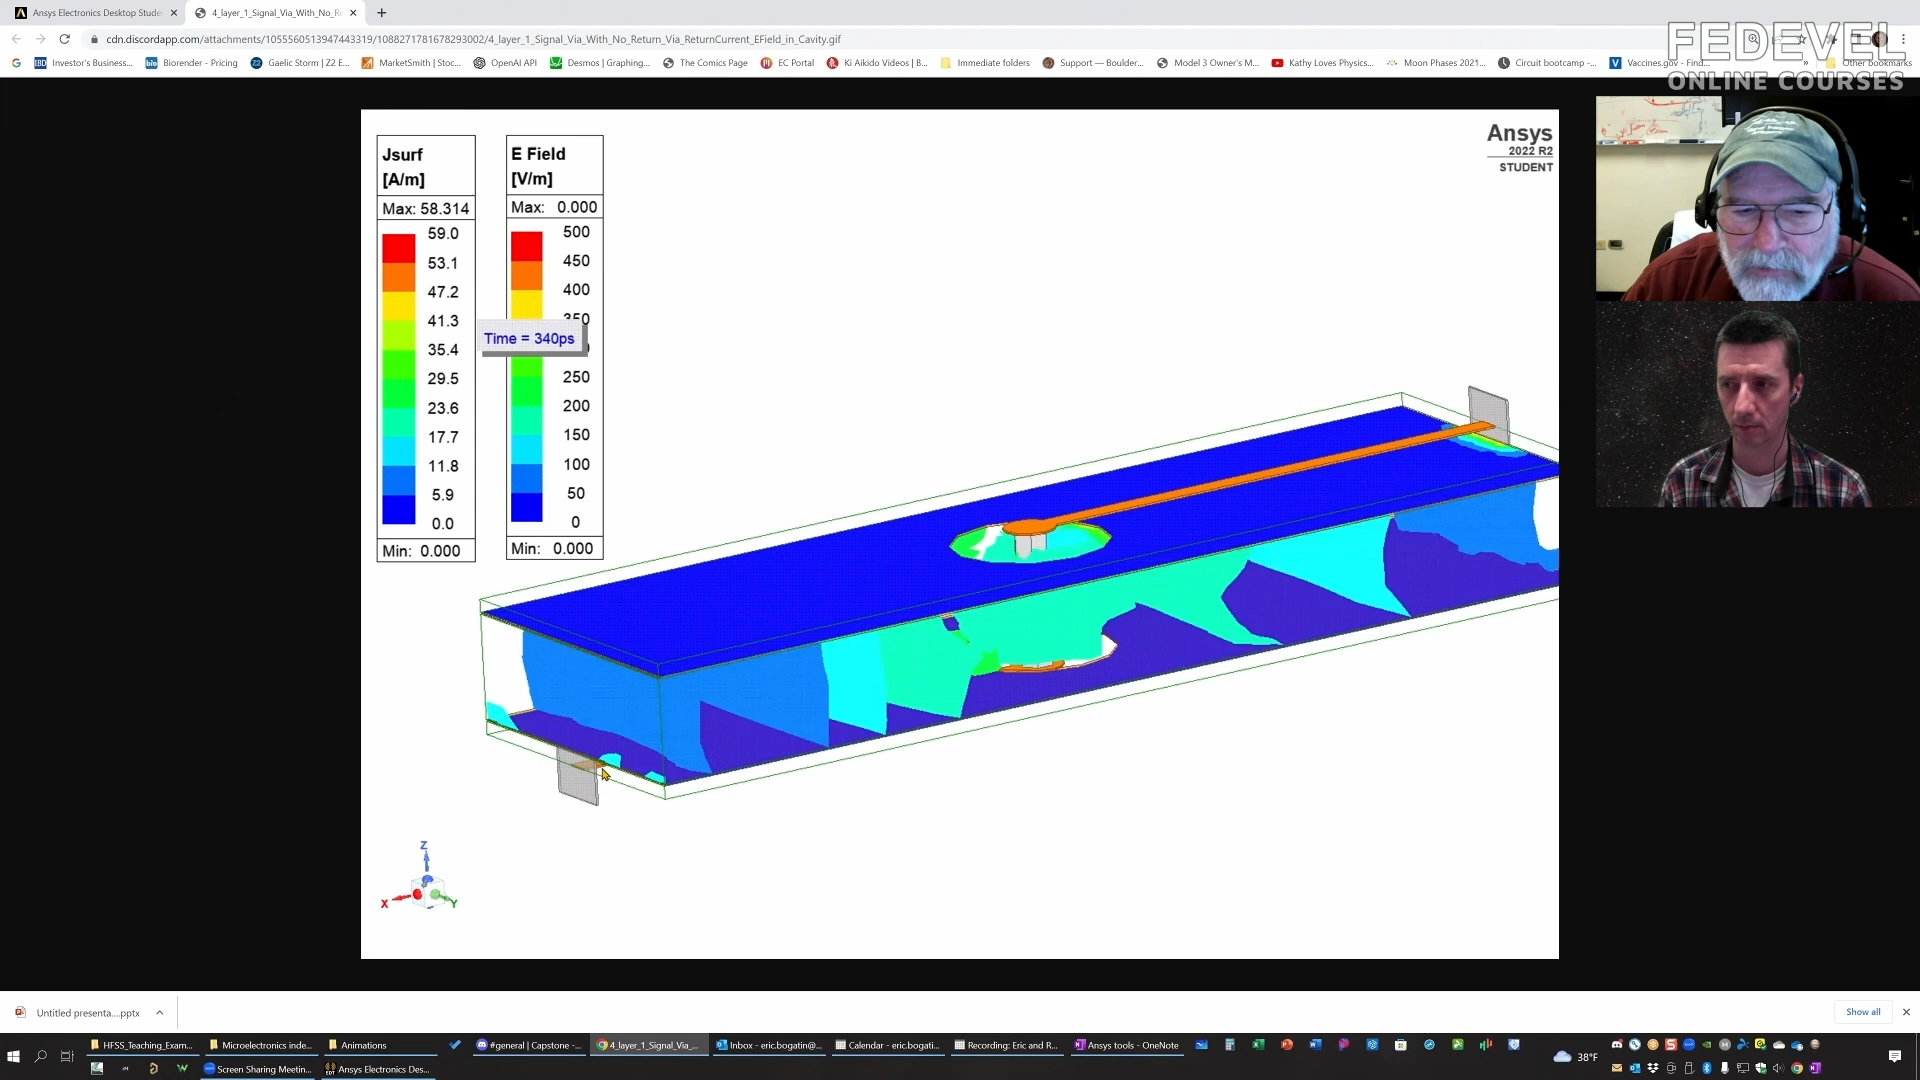 Ansys Electronics Desktop Stude
4_layer_1_Signal_Via_With_No_Re
cdn.discordapp.com/attachments/1055560513947443319/1088271781678293002/4_layer_1_Signal_Via_With_No_Return_Via_ReturnCurrent_EField_in_Cavity.gif
Investor's Business... Biorender - Pricing Gaelic Storm | Z2 E... MarketSmith | Stoc... OpenAI API Desmos | Graphing... The Comics Page EC Portal Ki Aikido Videos | B... Immediate folders Support — Boulder... Model 3 Owner's M... Kathy Loves Physics... Moon Phases 2021... Circuit bootcamp -... Vaccines.gov - Find... Other bookmarks
FEDEVEL
ONLINE COURSES
Ansys
2022 R2
STUDENT
Jsurf
[A/m]
Max: 58.314
59.0
53.1
47.2
41.3
35.4
29.5
23.6
17.7
11.8
5.9
0.0
Min: 0.000
E Field
[V/m]
Max: 0.000
500
450
400
350
250
200
150
100
50
0
Min: 0.000
Time = 340ps
Z
X
Y
Untitled presenta....pptx
Show all
HFSS_Teaching_Exam... Microelectronics inde... Animations #general | Capstone -... 4_layer_1_Signal_Via_... Inbox - eric.bogatin@... Calendar - eric.bogati... Recording: Eric and R... Ansys tools - OneNote
38°F
Screen Sharing Meetin... Ansys Electronics Des...